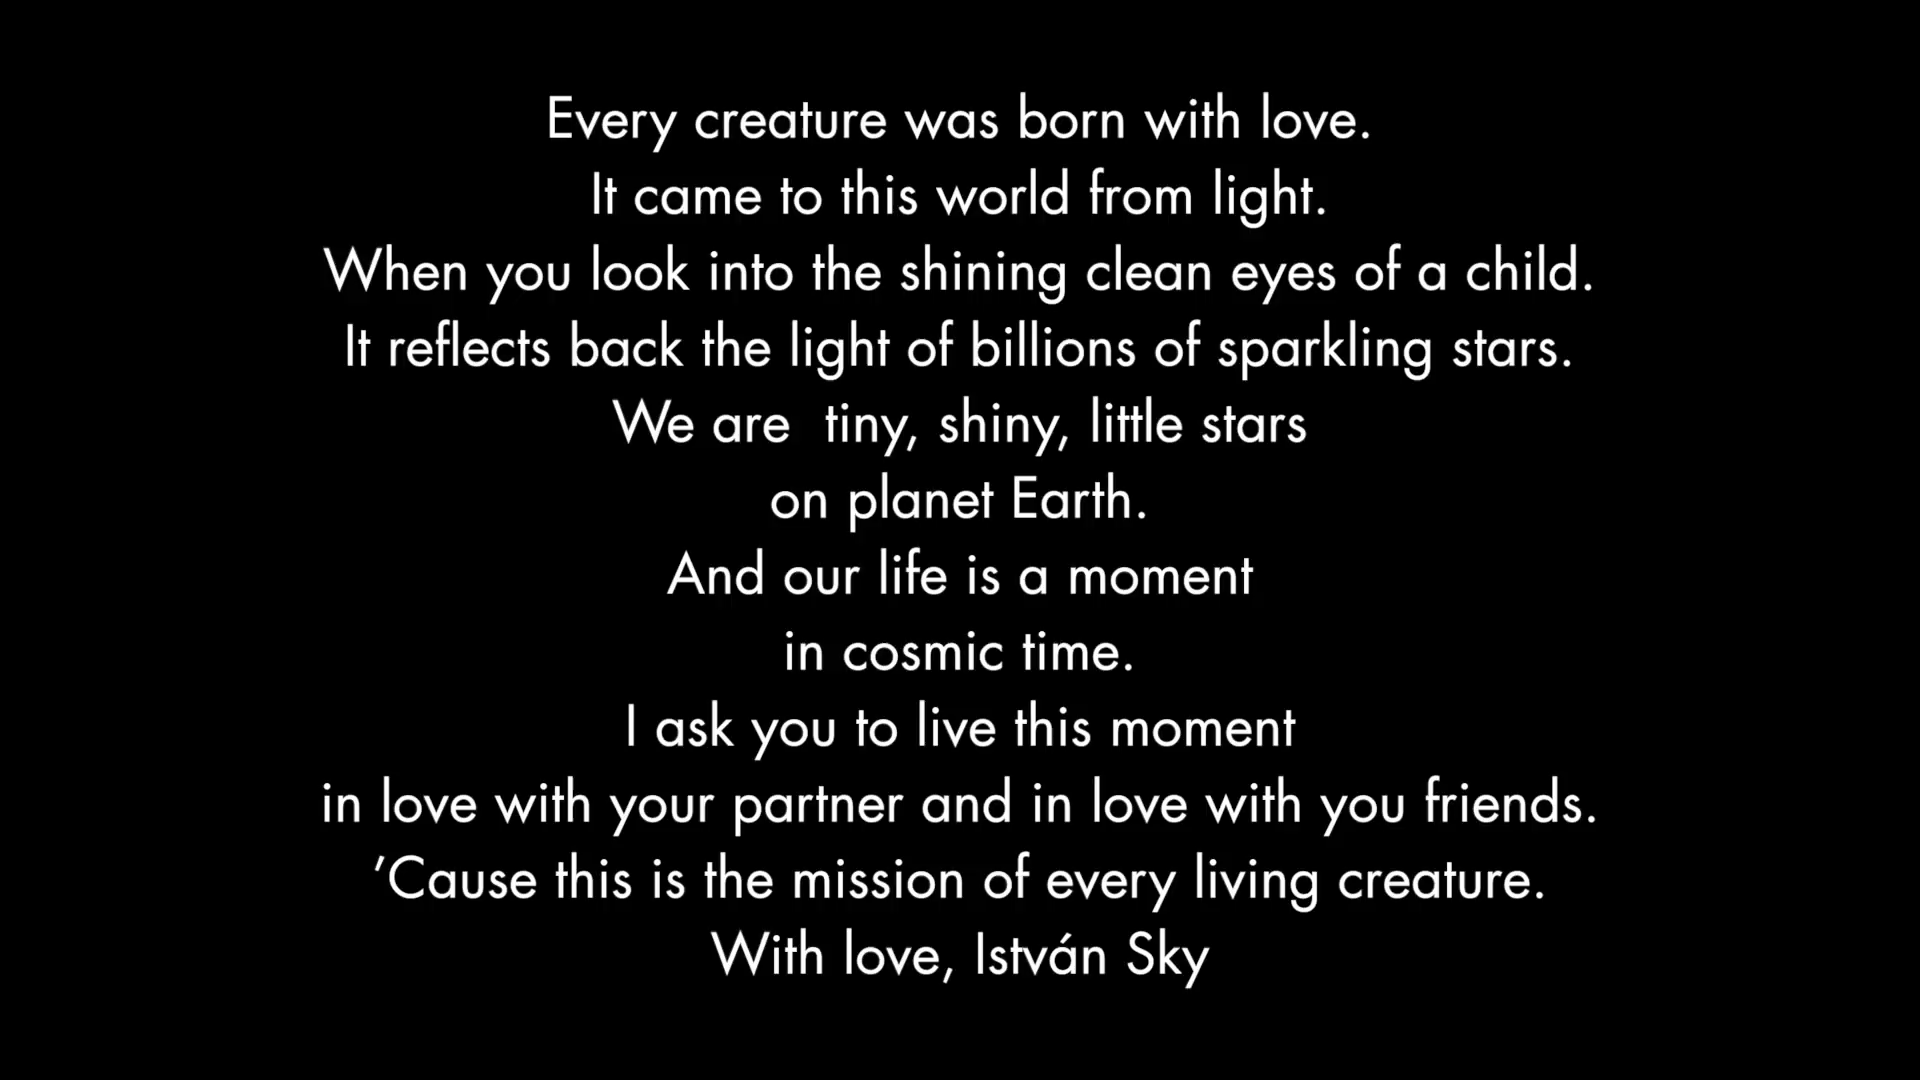 Every creature was born with love.
It came to this world from light.
When you look into the shining clean eyes of a child.
It reflects back the light of billions of sparkling stars.
We are  tiny, shiny, little stars
on planet Earth.
And our life is a moment
in cosmic time.
I ask you to live this moment
in love with your partner and in love with you friends.
’Cause this is the mission of every living creature.
With love, István Sky